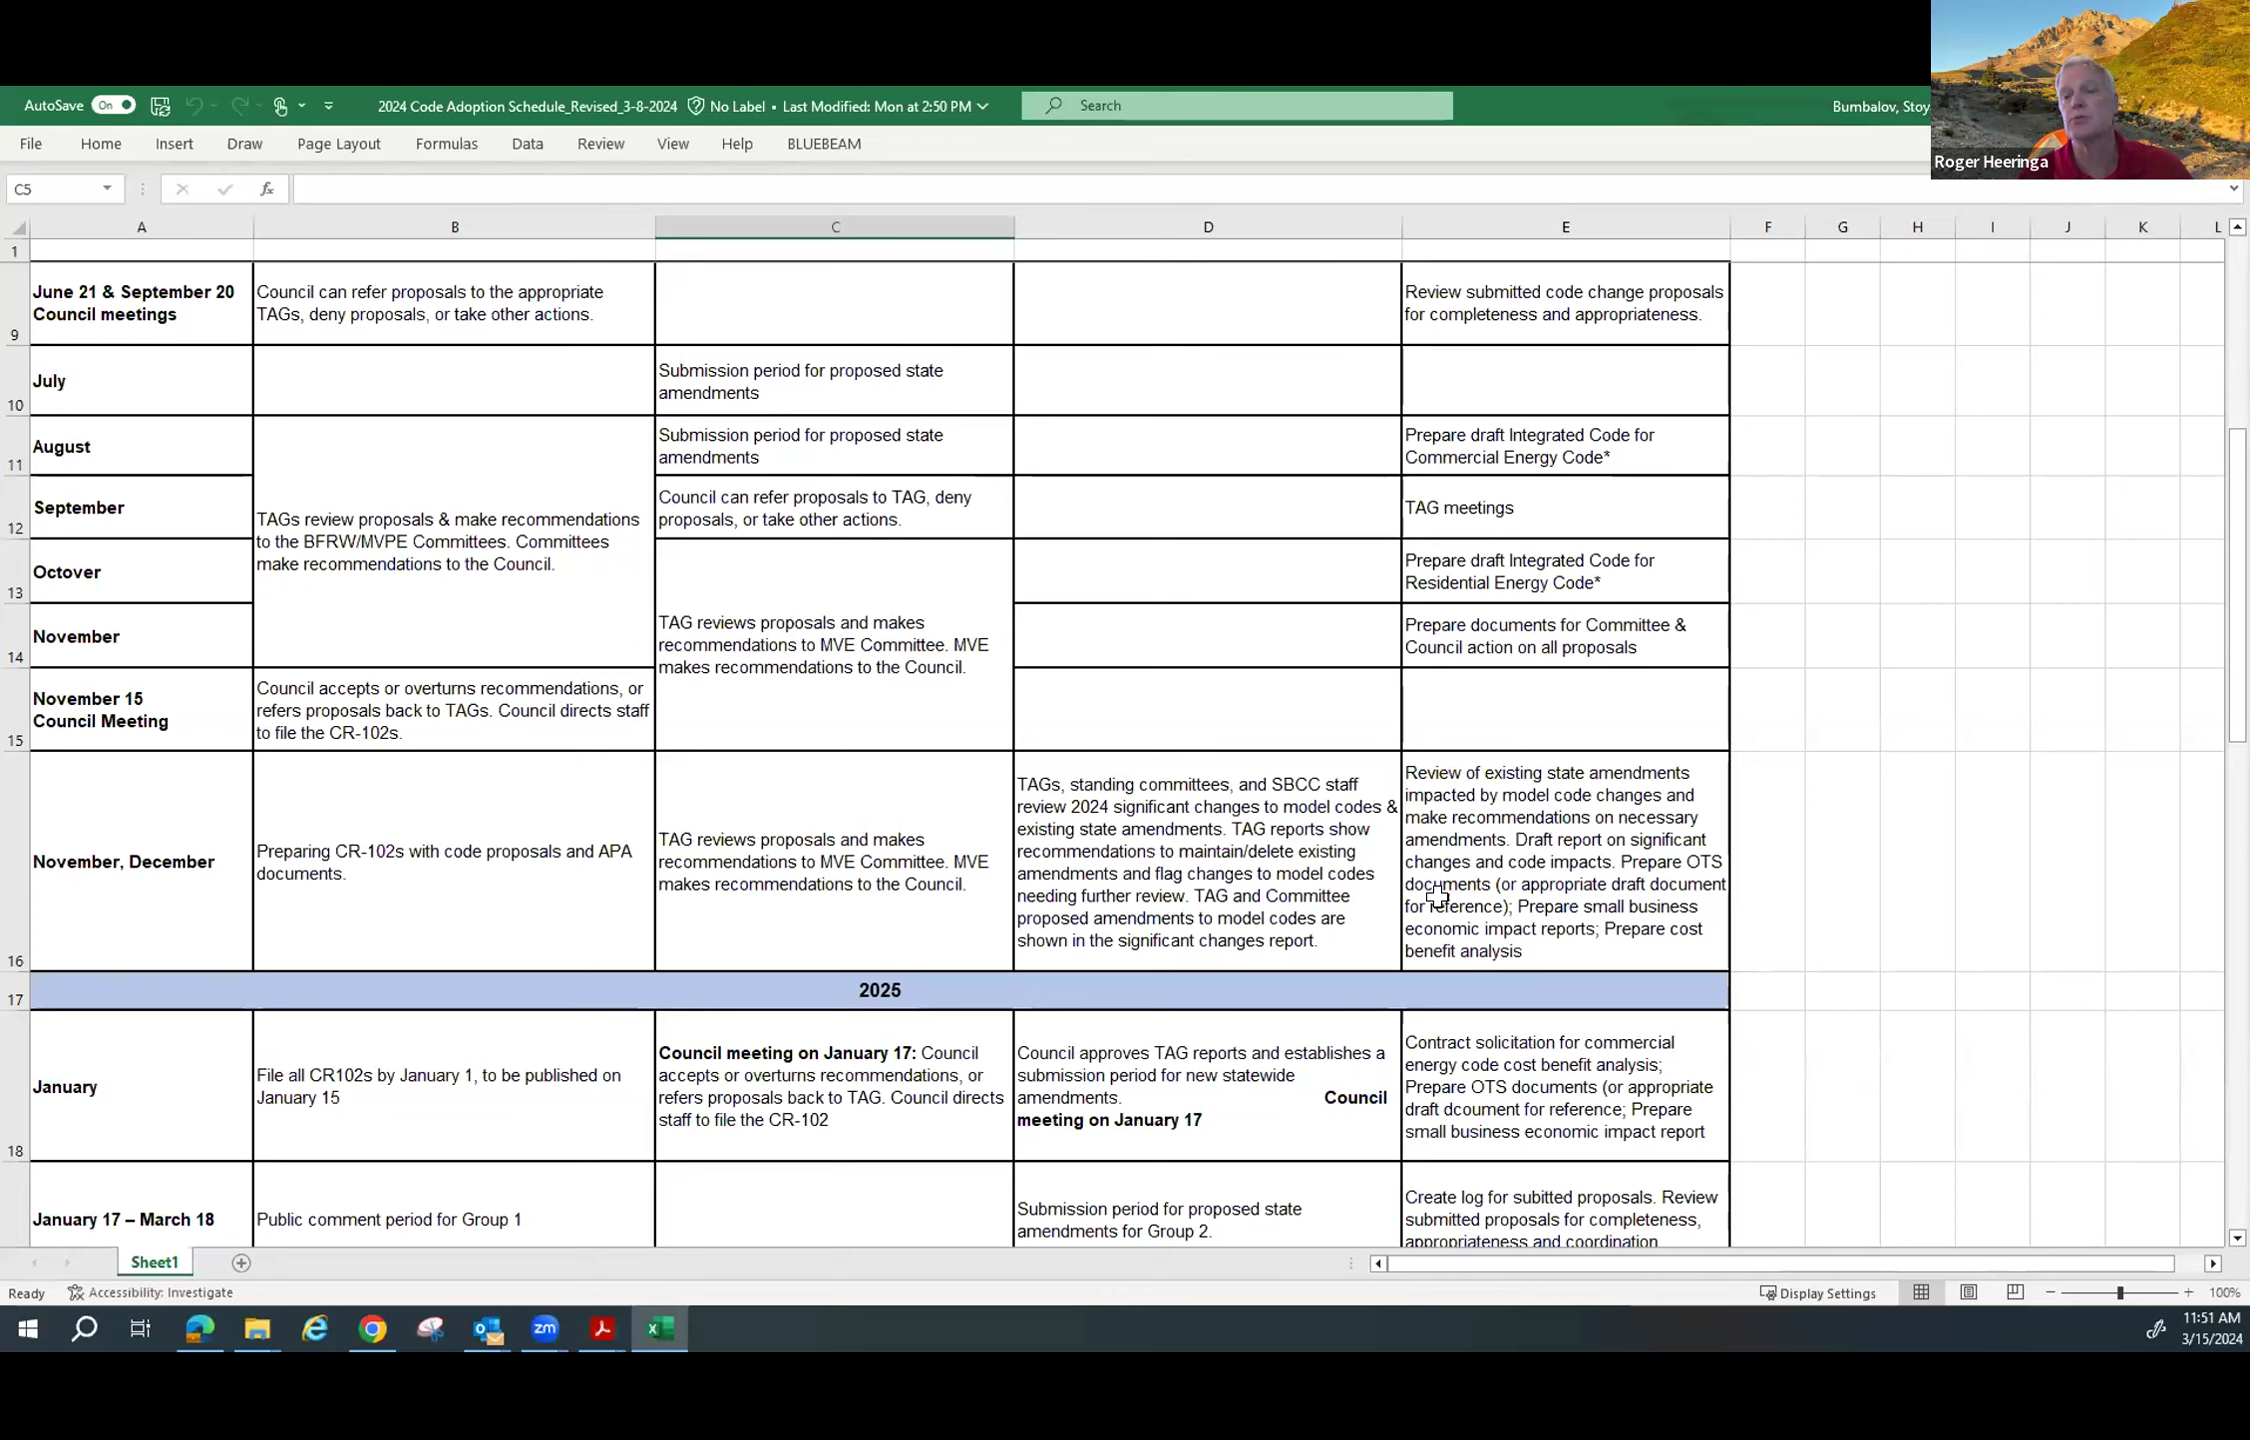 AutoSave On
2024 Code Adoption Schedule_Revised_3-8-2024
No Label • Last Modified: Mon at 2:50 PM
Search
Bumbalov, Stoy
Roger Heeringa
File Home Insert Draw Page Layout Formulas Data Review View Help BLUEBEAM
C5
fx
A B C D E F G H I J K L
1
9
June 21 & September 20
Council meetings
Council can refer proposals to the appropriate
TAGs, deny proposals, or take other actions.
Review submitted code change proposals
for completeness and appropriateness.
10
July
Submission period for proposed state
amendments
11
August
Submission period for proposed state
amendments
Prepare draft Integrated Code for
Commercial Energy Code*
12
September
TAGs review proposals & make recommendations
to the BFRW/MVPE Committees. Committees
make recommendations to the Council.
Council can refer proposals to TAG, deny
proposals, or take other actions.
TAG meetings
13
Octover
Prepare draft Integrated Code for
Residential Energy Code*
14
November
TAG reviews proposals and makes
recommendations to MVE Committee. MVE
makes recommendations to the Council.
Prepare documents for Committee &
Council action on all proposals
15
November 15
Council Meeting
Council accepts or overturns recommendations, or
refers proposals back to TAGs. Council directs staff
to file the CR-102s.
16
November, December
Preparing CR-102s with code proposals and APA
documents.
TAG reviews proposals and makes
recommendations to MVE Committee. MVE
makes recommendations to the Council.
TAGs, standing committees, and SBCC staff
review 2024 significant changes to model codes &
existing state amendments. TAG reports show
recommendations to maintain/delete existing
amendments and flag changes to model codes
needing further review. TAG and Committee
proposed amendments to model codes are
shown in the significant changes report.
Review of existing state amendments
impacted by model code changes and
make recommendations on necessary
amendments. Draft report on significant
changes and code impacts. Prepare OTS
documents (or appropriate draft document
for reference); Prepare small business
economic impact reports; Prepare cost
benefit analysis
17
2025
18
January
File all CR102s by January 1, to be published on
January 15
Council meeting on January 17: Council
accepts or overturns recommendations, or
refers proposals back to TAG. Council directs
staff to file the CR-102
Council approves TAG reports and establishes a
submission period for new statewide
amendments. Council
meeting on January 17
Contract solicitation for commercial
energy code cost benefit analysis;
Prepare OTS documents (or appropriate
draft dcoument for reference; Prepare
small business economic impact report
January 17 – March 18
Public comment period for Group 1
Submission period for proposed state
amendments for Group 2.
Create log for subitted proposals. Review
submitted proposals for completeness,
appropriateness and coordination
Sheet1
Ready
Accessibility: Investigate
Display Settings
100%
zm
11:51 AM
3/15/2024